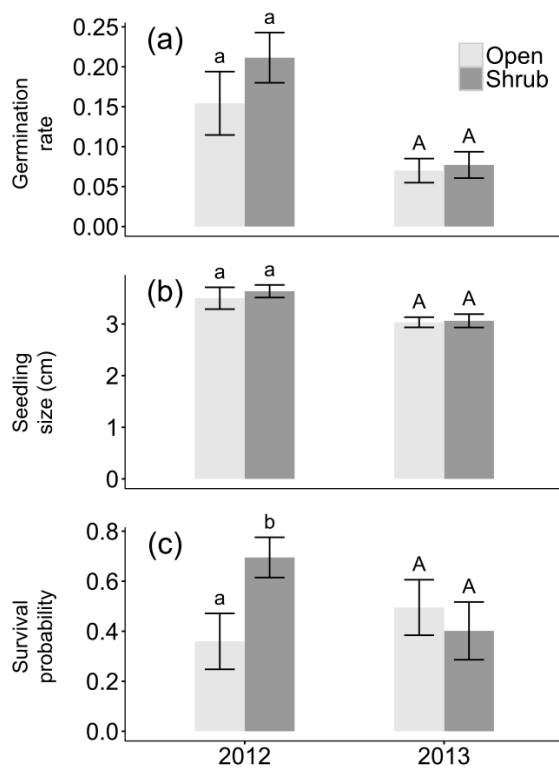 (a)
Open
Shrub
Germination
rate
0.25
0.20
0.15
0.10
0.05
0.00
a
a
A
A
(b)
Seedling
size (cm)
3
2
1
0
a
a
A
A
(c)
Survival
probability
0.8
0.6
0.4
0.2
0.0
a
b
A
A
2012
2013